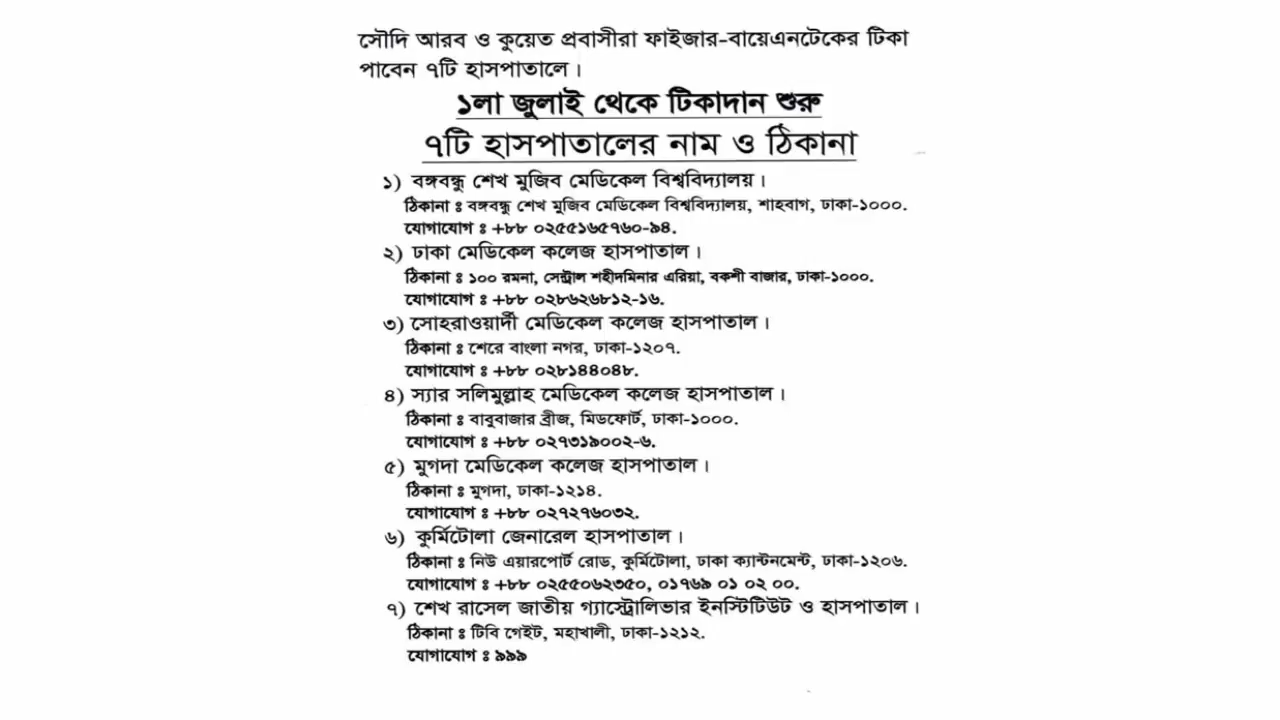 সৌদি আরব ও কুয়েত প্রবাসীরা ফাইজার-বায়েএনটেকের টিকা
পাবেন ৭টি হাসপাতালে।
১লা জুলাই থেকে টিকাদান শুরু
৭টি হাসপাতালের নাম ও ঠিকানা
১) বঙ্গবন্ধু শেখ মুজিব মেডিকেল বিশ্ববিদ্যালয়।
ঠিকানা ঃ বঙ্গবন্ধু শেখ মুজিব মেডিকেল বিশ্ববিদ্যালয়, শাহবাগ, ঢাকা-১০০০.
যোগাযোগ ঃ +৮৮ ০২৫৫১৬৫৭৬০-৯৪.
২) ঢাকা মেডিকেল কলেজ হাসপাতাল।
ঠিকানা ঃ ১০০ রমনা, সেন্ট্রাল শহীদমিনার এরিয়া, বকশী বাজার, ঢাকা-১০০০.
যোগাযোগ ঃ +৮৮ ০২৮৬২৬৮১২-১৬.
৩) সোহরাওয়ার্দী মেডিকেল কলেজ হাসপাতাল।
ঠিকানা ঃ শেরে বাংলা নগর, ঢাকা-১২০৭.
যোগাযোগ ঃ +৮৮ ০২৮১৪৪০৪৮.
৪) স্যার সলিমুল্লাহ মেডিকেল কলেজ হাসপাতাল।
ঠিকানা ঃ বাবুবাজার ব্রীজ, মিডফোর্ট, ঢাকা-১০০০.
যোগাযোগ ঃ +৮৮ ০২৭৩১৯০০২-৬.
৫) মুগদা মেডিকেল কলেজ হাসপাতাল।
ঠিকানা ঃ মুগদা, ঢাকা-১২১৪.
যোগাযোগ ঃ +৮৮ ০২৭২৭৬০৩২.
৬) কুর্মিটোলা জেনারেল হাসপাতাল।
ঠিকানা ঃ নিউ এয়ারপোর্ট রোড, কুর্মিটোলা, ঢাকা ক্যান্টনমেন্ট, ঢাকা-১২০৬.
যোগাযোগ ঃ +৮৮ ০২৫৫০৬২৩৫০, ০১৭৬৯ ০১ ০২ ০০.
৭) শেখ রাসেল জাতীয় গ্যাস্ট্রোলিভার ইনস্টিটিউট ও হাসপাতাল।
ঠিকানা ঃ টিবি গেইট, মহাখালী, ঢাকা-১২১২.
যোগাযোগ ঃ ৯৯৯